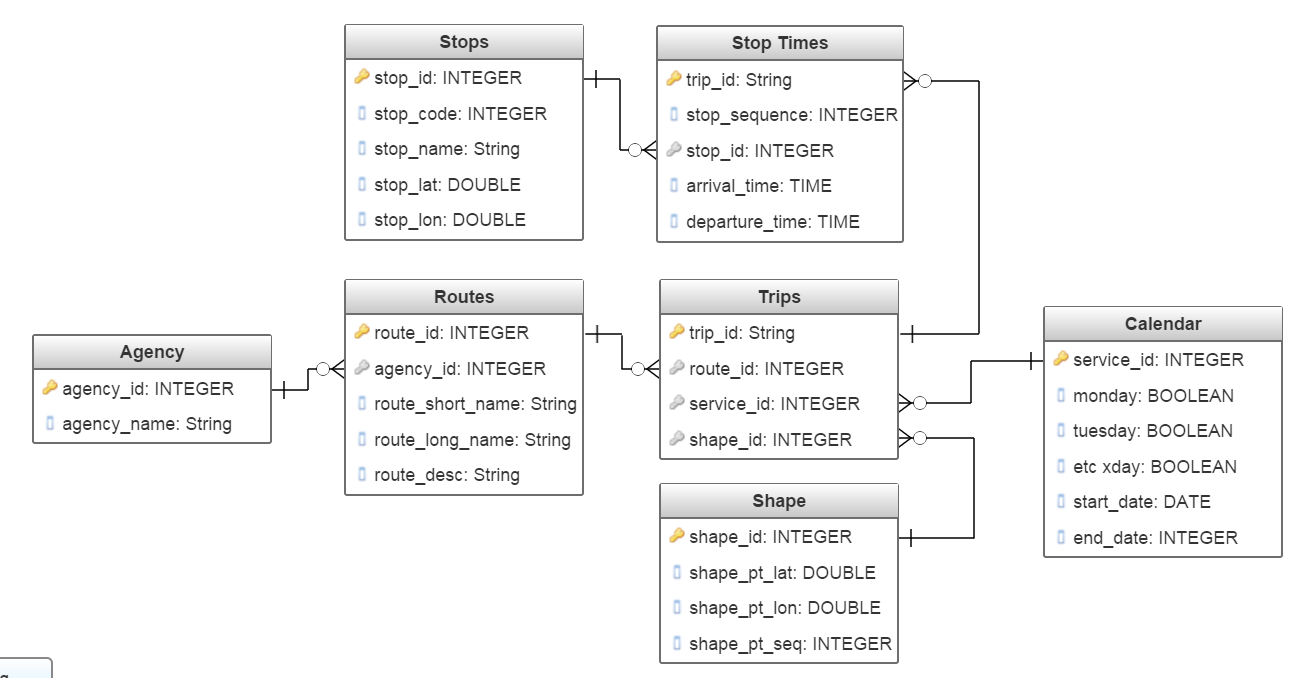 Stops
stop_id: INTEGER
stop_code: INTEGER
stop_name: String
stop_lat: DOUBLE
stop_lon: DOUBLE
Stop Times
trip_id: String
stop_sequence: INTEGER
stop_id: INTEGER
arrival_time: TIME
departure_time: TIME
Agency
agency_id: INTEGER
agency_name: String
Routes
route_id: INTEGER
agency_id: INTEGER
route_short_name: String
route_long_name: String
route_desc: String
Trips
trip_id: String
route_id: INTEGER
service_id: INTEGER
shape_id: INTEGER
Calendar
service_id: INTEGER
monday: BOOLEAN
tuesday: BOOLEAN
etc xday: BOOLEAN
start_date: DATE
end_date: INTEGER
Shape
shape_id: INTEGER
shape_pt_lat: DOUBLE
shape_pt_lon: DOUBLE
shape_pt_seq: INTEGER